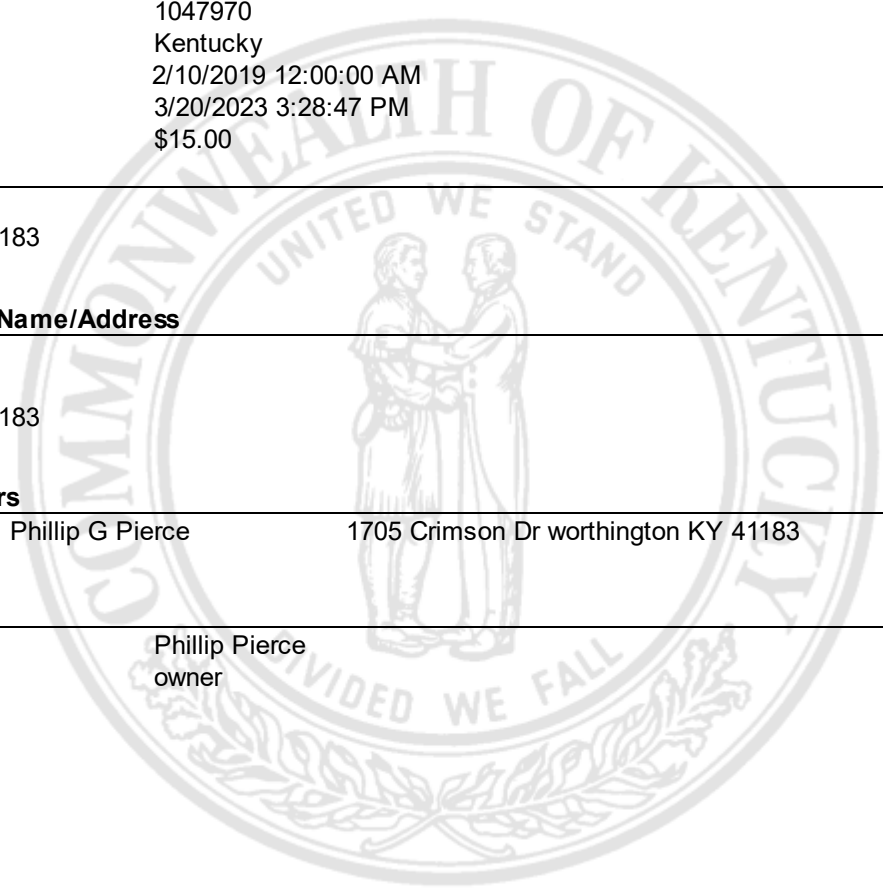 1047970
Kentucky
2/10/2019 12:00:00 AM
3/20/2023 3:28:47 PM
$15.00
183
Name/Address
183
rs
Phillip G Pierce 1705 Crimson Dr worthington KY 41183
Phillip Pierce
owner
COMMONWEALTH OF KENTUCKY
UNITED WE STAND
DIVIDED WE FALL